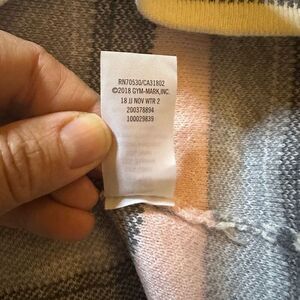 RN70530/CA31802
©2018 GYM-MARK, INC.
18 JJ NOV WTR 2
200378894
100029839